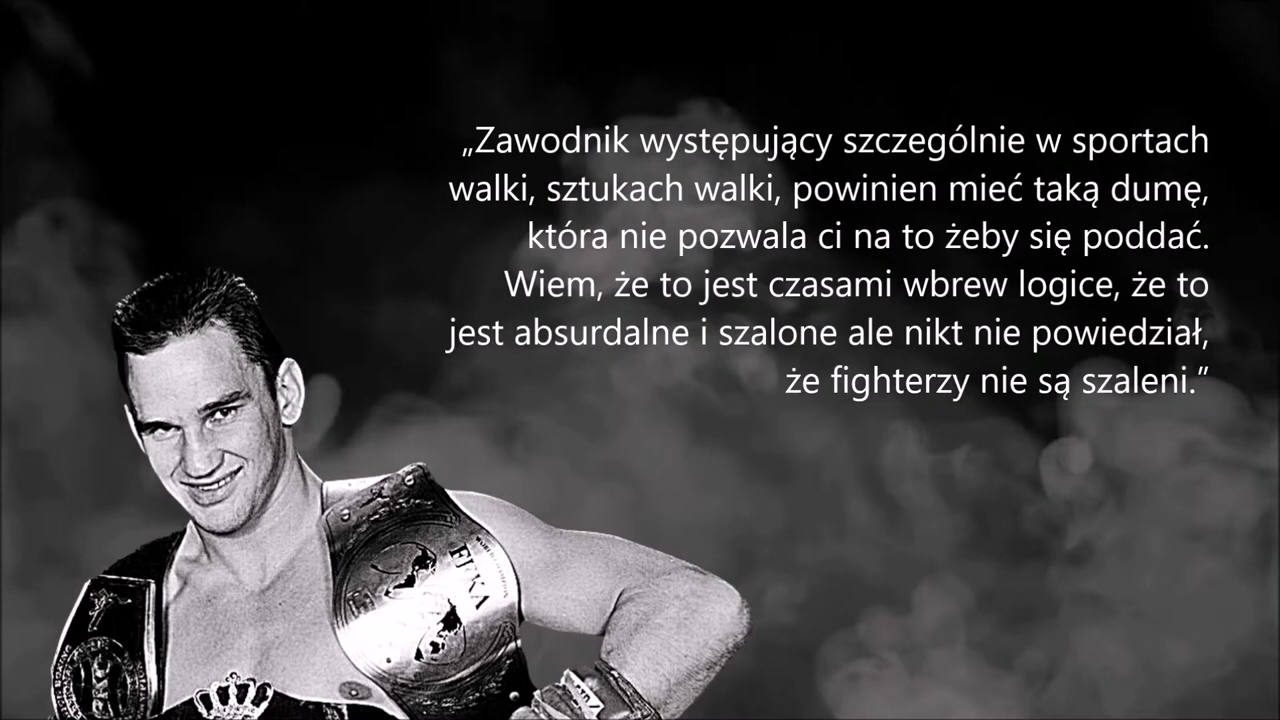 „Zawodnik występujący szczególnie w sportach
walki, sztukach walki, powinien mieć taką dumę,
która nie pozwala ci na to żeby się poddać.
Wiem, że to jest czasami wbrew logice, że to
jest absurdalne i szalone ale nikt nie powiedział,
że fighterzy nie są szaleni.”